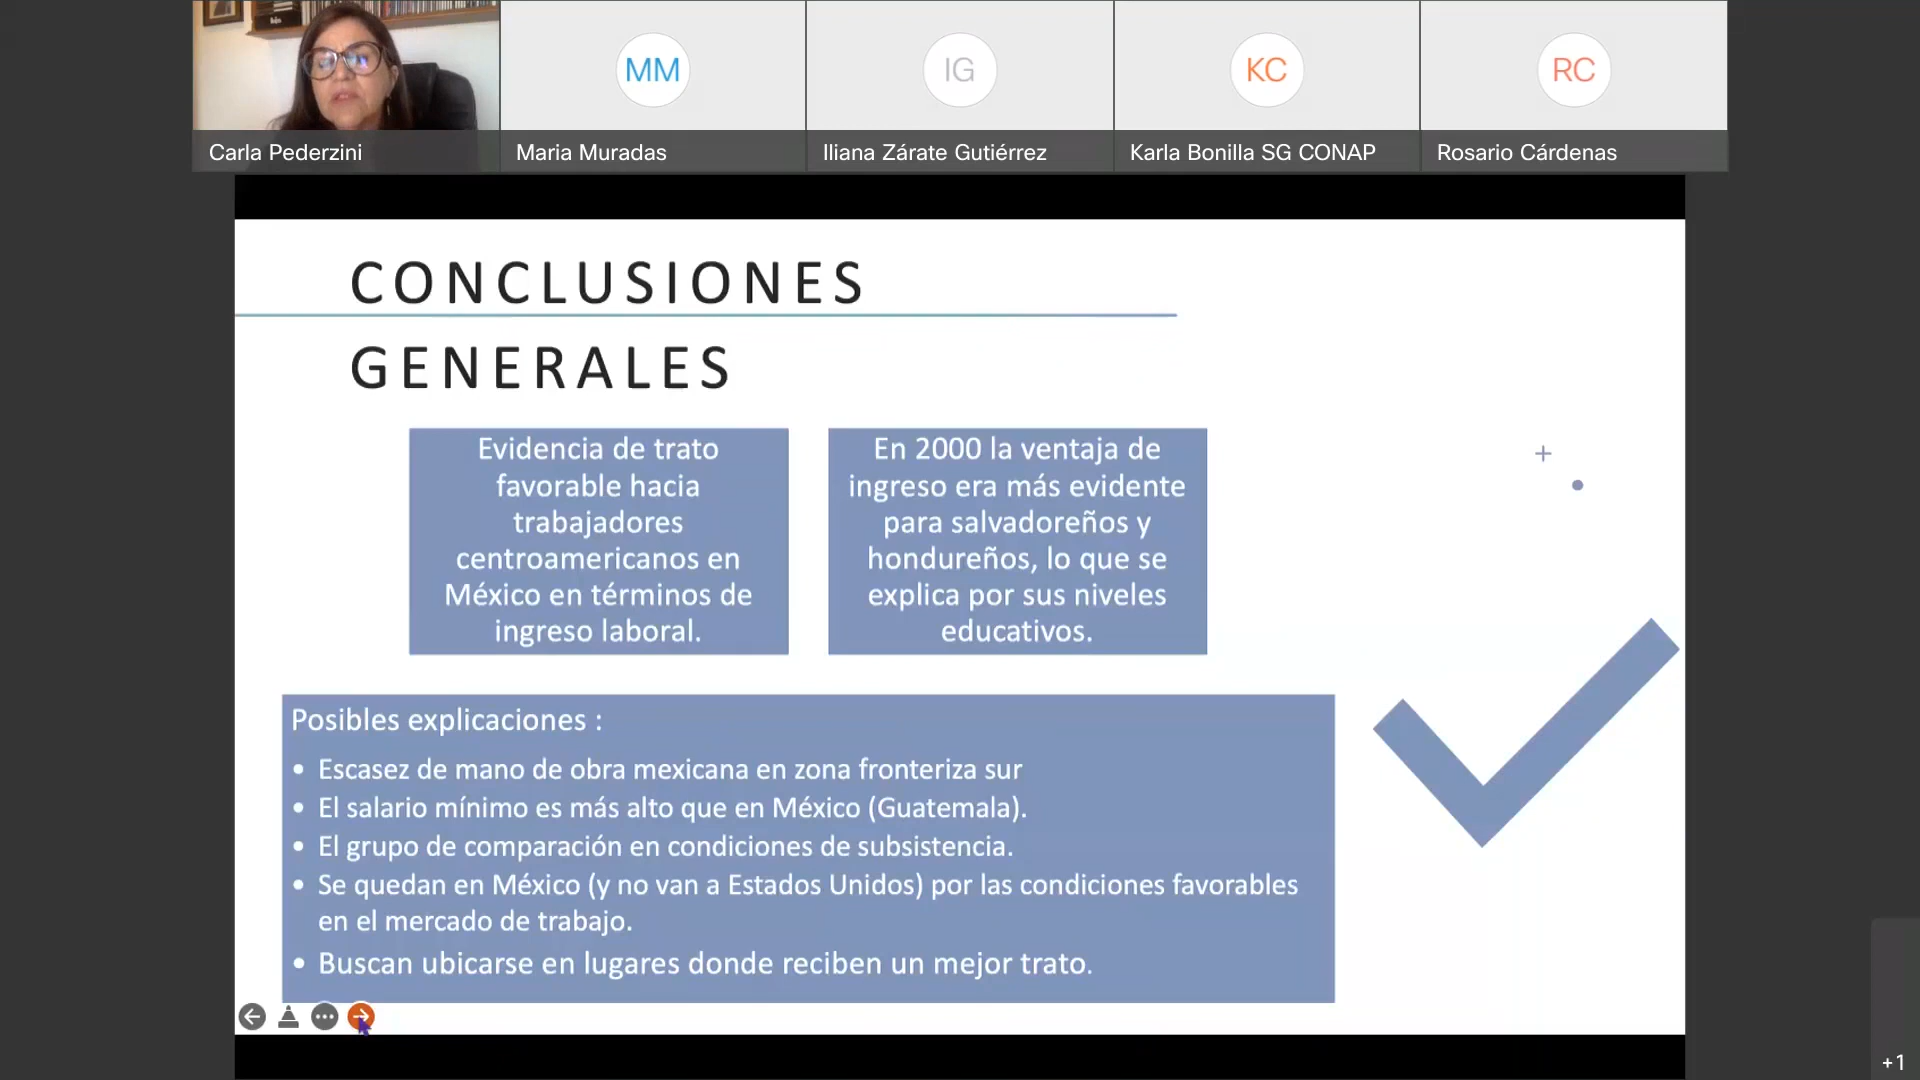 MM
IG
KC
RC
Carla Pederzini
Maria Muradas
Iliana Zárate Gutiérrez
Karla Bonilla SG CONAP
Rosario Cárdenas
CONCLUSIONES
GENERALES
Evidencia de trato
favorable hacia
trabajadores
centroamericanos en
México en términos de
ingreso laboral.
En 2000 la ventaja de
ingreso era más evidente
para salvadoreños y
hondureños, lo que se
explica por sus niveles
educativos.
Posibles explicaciones :
• Escasez de mano de obra mexicana en zona fronteriza sur
• El salario mínimo es más alto que en México (Guatemala).
• El grupo de comparación en condiciones de subsistencia.
• Se quedan en México (y no van a Estados Unidos) por las condiciones favorables
en el mercado de trabajo.
• Buscan ubicarse en lugares donde reciben un mejor trato.
+1